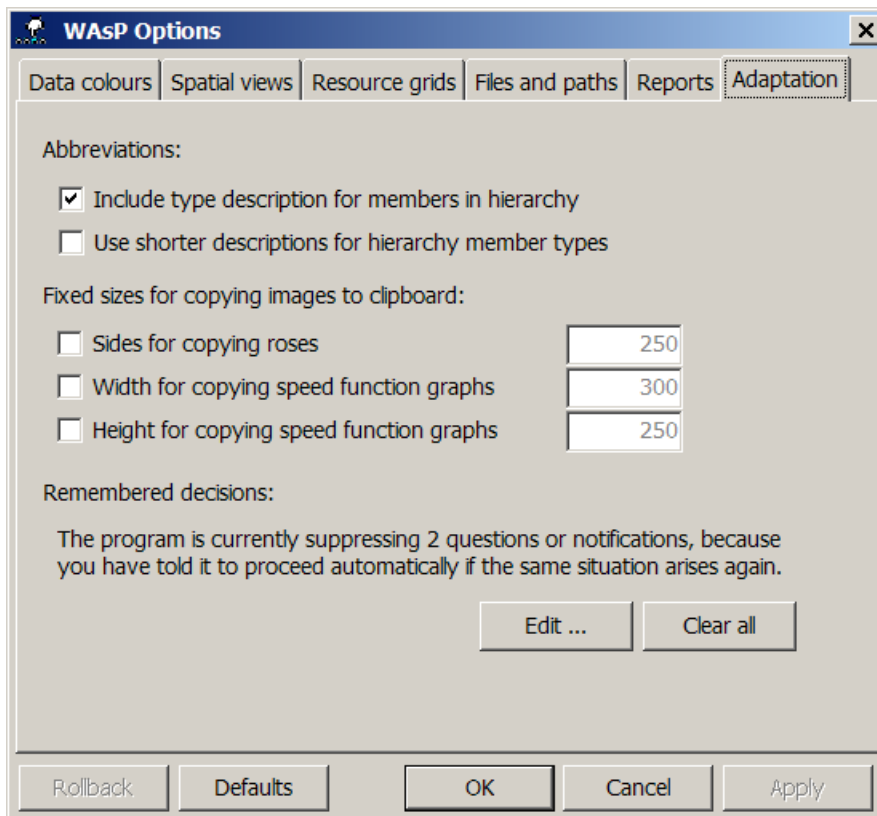 WAsP Options
Data colours Spatial views Resource grids Files and paths Reports Adaptation
Abbreviations:
Include type description for members in hierarchy
Use shorter descriptions for hierarchy member types
Fixed sizes for copying images to clipboard:
Sides for copying roses 250
Width for copying speed function graphs 300
Height for copying speed function graphs 250
Remembered decisions:
The program is currently suppressing 2 questions or notifications, because
you have told it to proceed automatically if the same situation arises again.
Edit ... Clear all
Rollback Defaults OK Cancel Apply